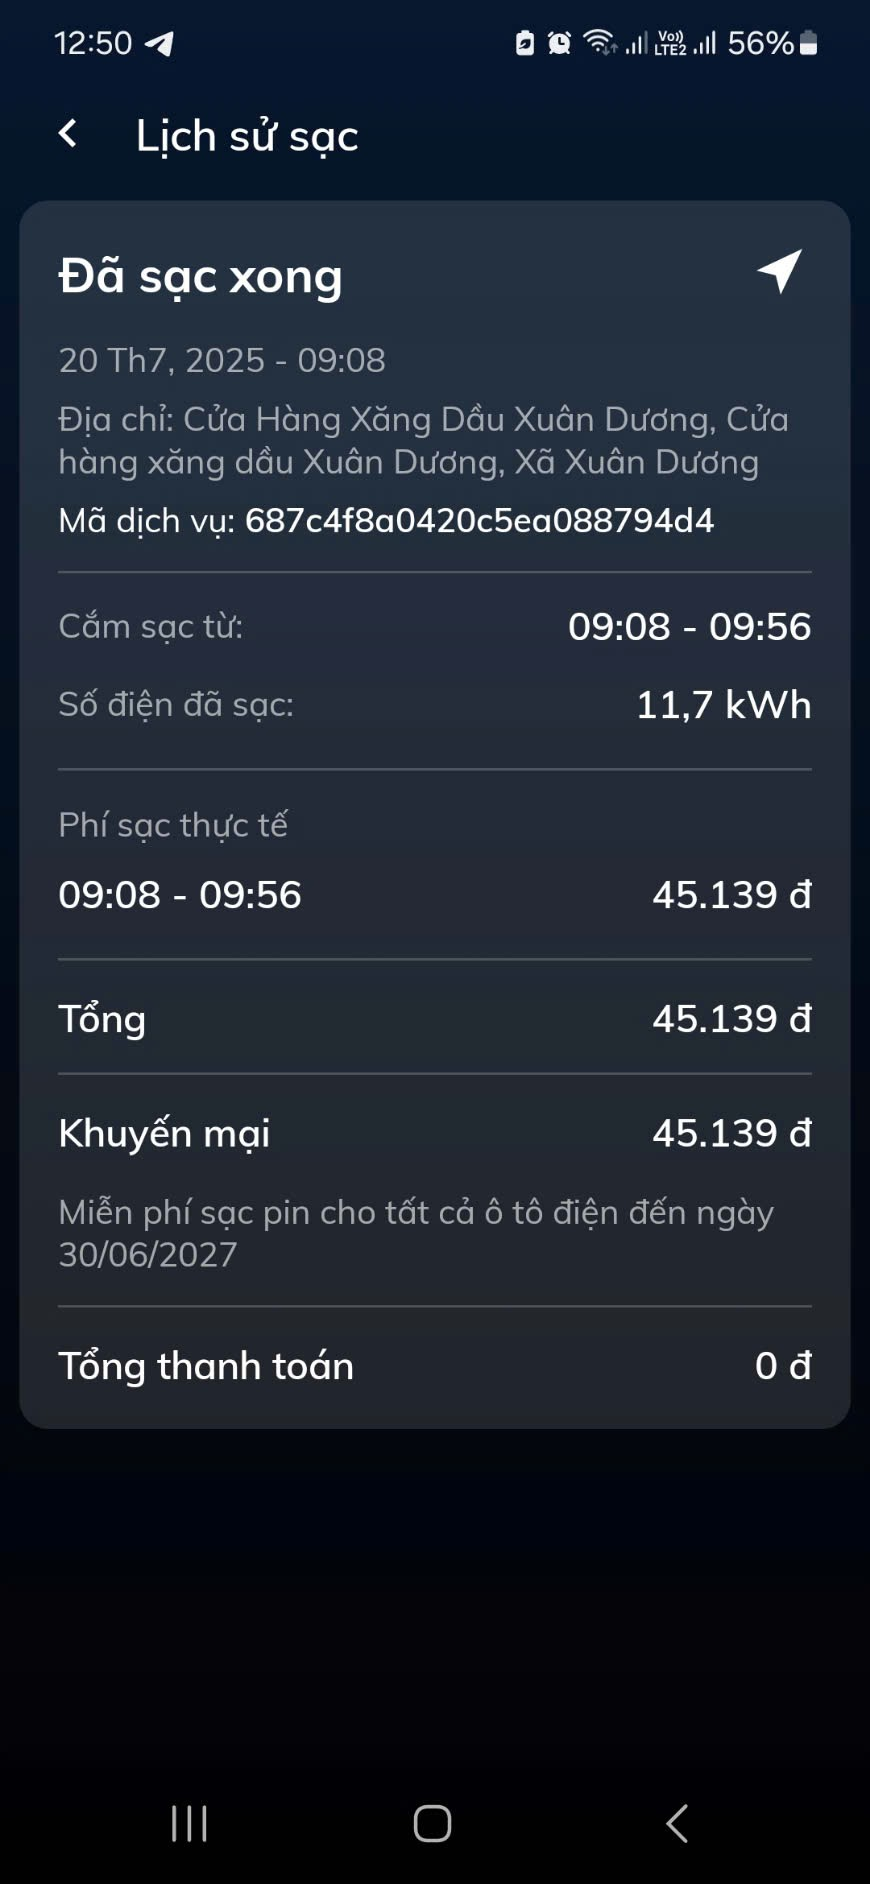 12:50 Vo)) LTE2 56%
Lịch sử sạc
Đã sạc xong
20 Th7, 2025 - 09:08
Địa chỉ: Cửa Hàng Xăng Dầu Xuân Dương, Cửa
hàng xăng dầu Xuân Dương, Xã Xuân Dương
Mã dịch vụ: 687c4f8a0420c5ea088794d4
Cắm sạc từ: 09:08 - 09:56
Số điện đã sạc: 11,7 kWh
Phí sạc thực tế
09:08 - 09:56 45.139 đ
Tổng 45.139 đ
Khuyến mại 45.139 đ
Miễn phí sạc pin cho tất cả ô tô điện đến ngày
30/06/2027
Tổng thanh toán 0 đ